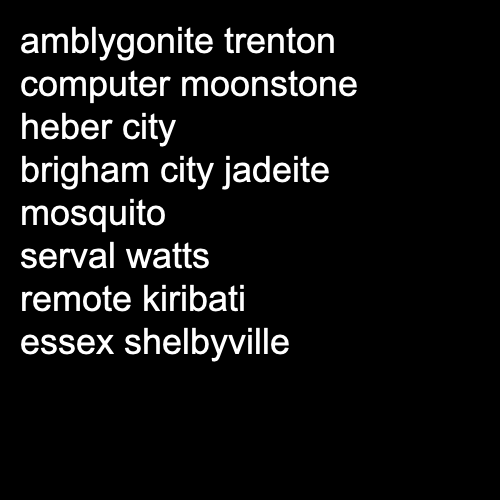 amblygonite trenton
computer moonstone
heber city
brigham city jadeite
mosquito
serval watts
remote kiribati
essex shelbyville